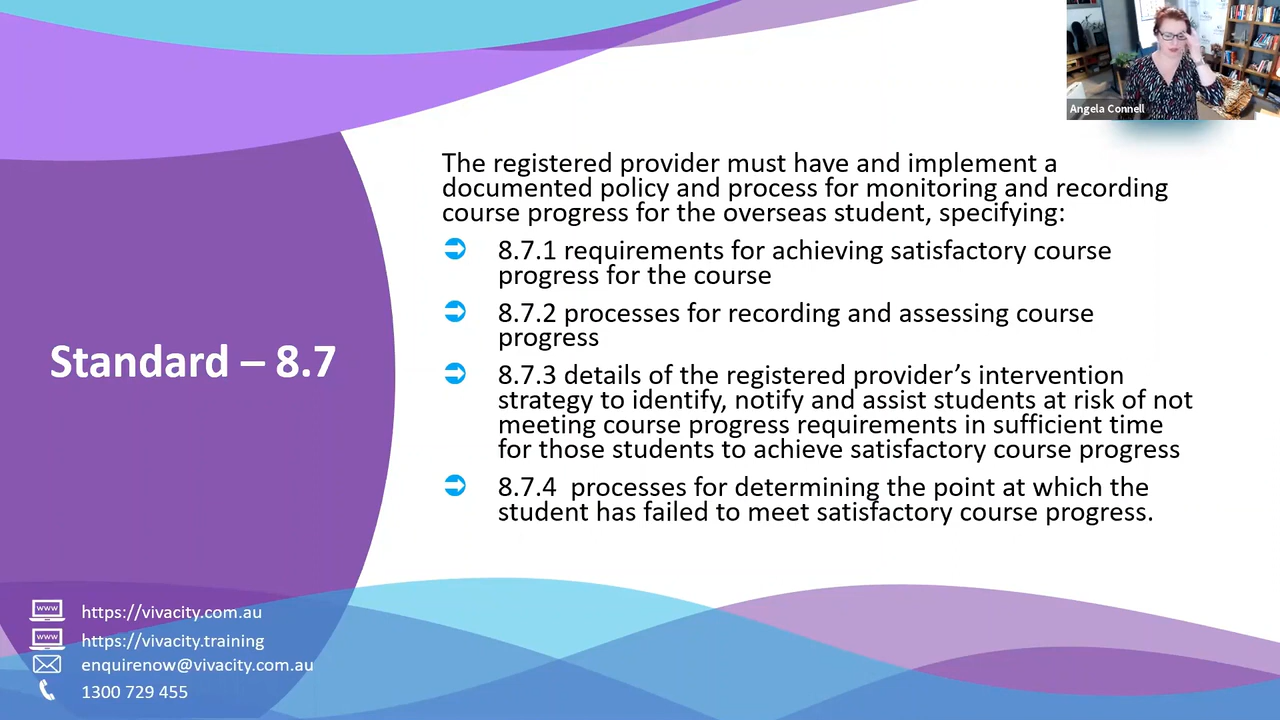 Angela Connell
The registered provider must have and implement a
documented policy and process for monitoring and recording
course progress for the overseas student, specifying:
8.7.1 requirements for achieving satisfactory course
progress for the course
8.7.2 processes for recording and assessing course
progress
8.7.3 details of the registered provider’s intervention
strategy to identify, notify and assist students at risk of not
meeting course progress requirements in sufficient time
for those students to achieve satisfactory course progress
8.7.4  processes for determining the point at which the
student has failed to meet satisfactory course progress.
Standard – 8.7
www https://vivacity.com.au
www https://vivacity.training
enquirenow@vivacity.com.au
1300 729 455